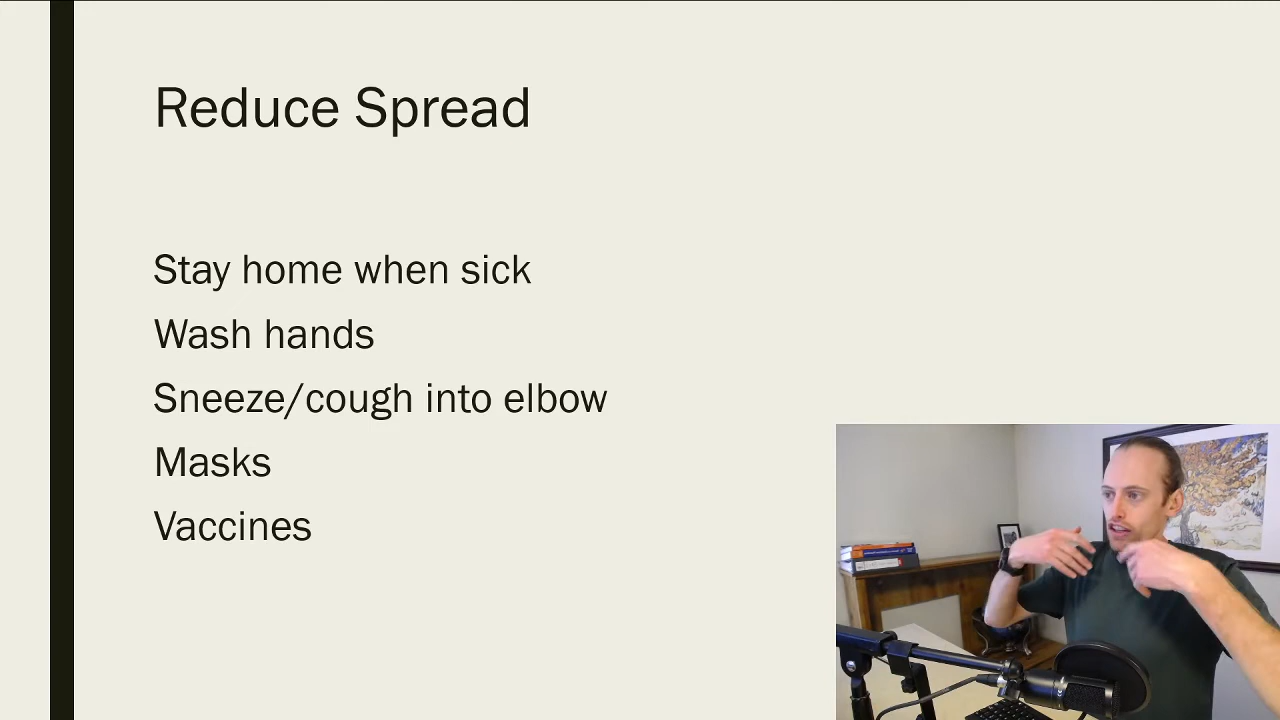 Reduce Spread
Stay home when sick
Wash hands
Sneeze/cough into elbow
Masks
Vaccines